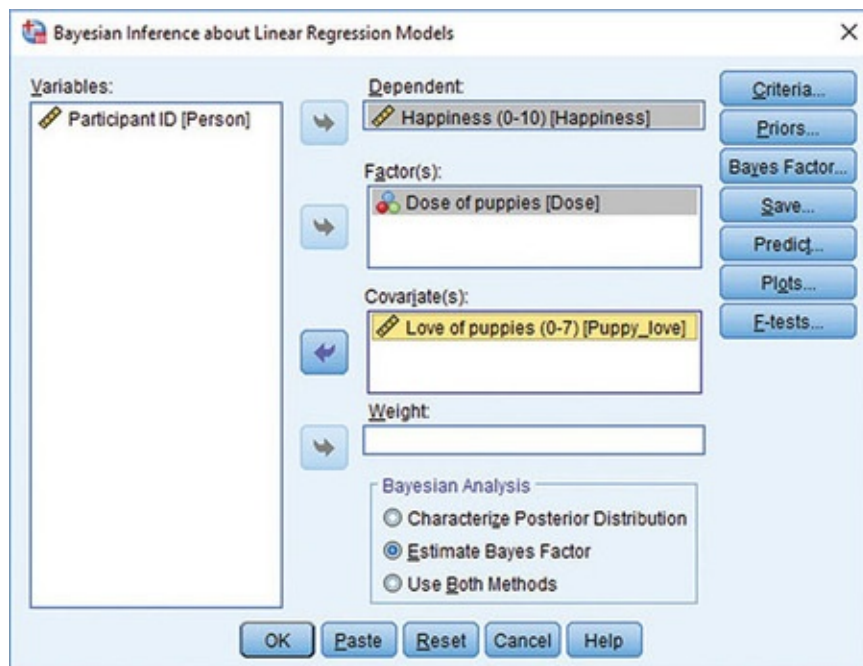 Bayesian Inference about Linear Regression Models
Variables:
Participant ID [Person]
Dependent:
Happiness (0-10) [Happiness]
Factor(s):
Dose of puppies [Dose]
Covariate(s):
Love of puppies (0-7) [Puppy_love]
Weight:
Bayesian Analysis
Characterize Posterior Distribution
Estimate Bayes Factor
Use Both Methods
Criteria...
Priors...
Bayes Factor...
Save...
Predict...
Plots...
F-tests...
OK
Paste
Reset
Cancel
Help